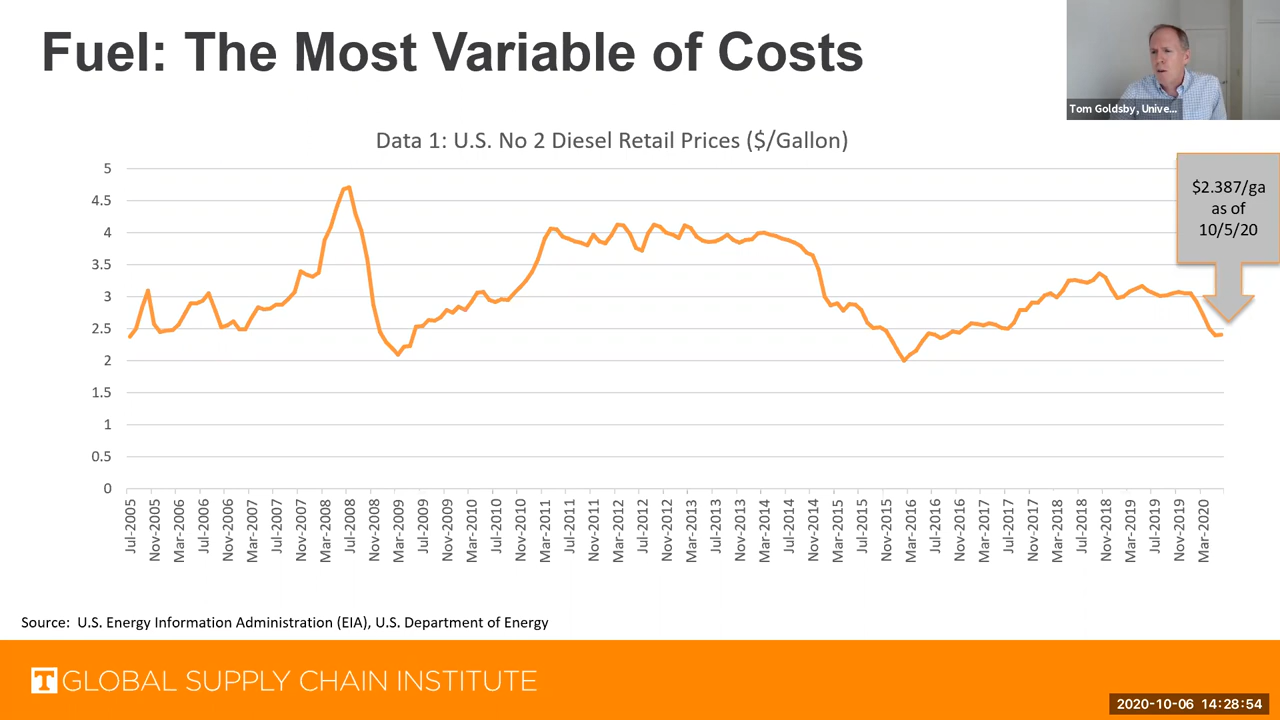 Fuel: The Most Variable of Costs
Tom Goldsby, Unive...
Data 1: U.S. No 2 Diesel Retail Prices ($/Gallon)
$2.387/ga
as of
10/5/20
5
4.5
4
3.5
3
2.5
2
1.5
1
0.5
0
Jul-2005
Nov-2005
Mar-2006
Jul-2006
Nov-2006
Mar-2007
Jul-2007
Nov-2007
Mar-2008
Jul-2008
Nov-2008
Mar-2009
Jul-2009
Nov-2009
Mar-2010
Jul-2010
Nov-2010
Mar-2011
Jul-2011
Nov-2011
Mar-2012
Jul-2012
Nov-2012
Mar-2013
Jul-2013
Nov-2013
Mar-2014
Jul-2014
Nov-2014
Mar-2015
Jul-2015
Nov-2015
Mar-2016
Jul-2016
Nov-2016
Mar-2017
Jul-2017
Nov-2017
Mar-2018
Jul-2018
Nov-2018
Mar-2019
Jul-2019
Nov-2019
Mar-2020
Source: U.S. Energy Information Administration (EIA), U.S. Department of Energy
T GLOBAL SUPPLY CHAIN INSTITUTE
2020-10-06 14:28:54